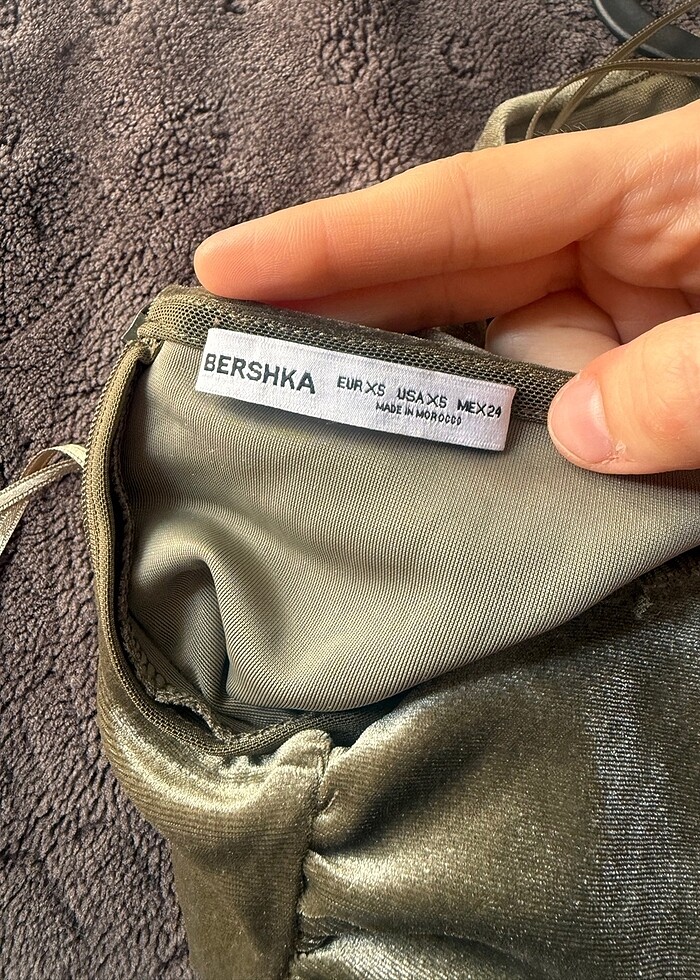 BERSHKA EUR XS USA XS MEX 24
MADE IN MOROCCO